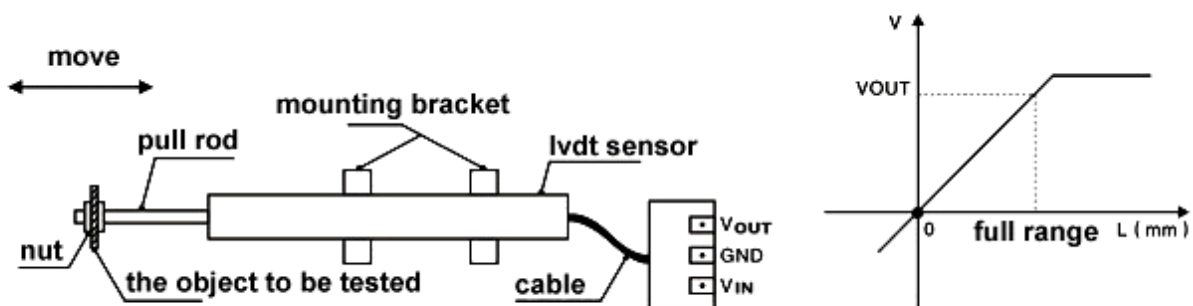 move
mounting bracket
pull rod
lvdt sensor
nut
the object to be tested
cable
VOUT
GND
VIN
V
VOUT
0
full range
L ( mm )